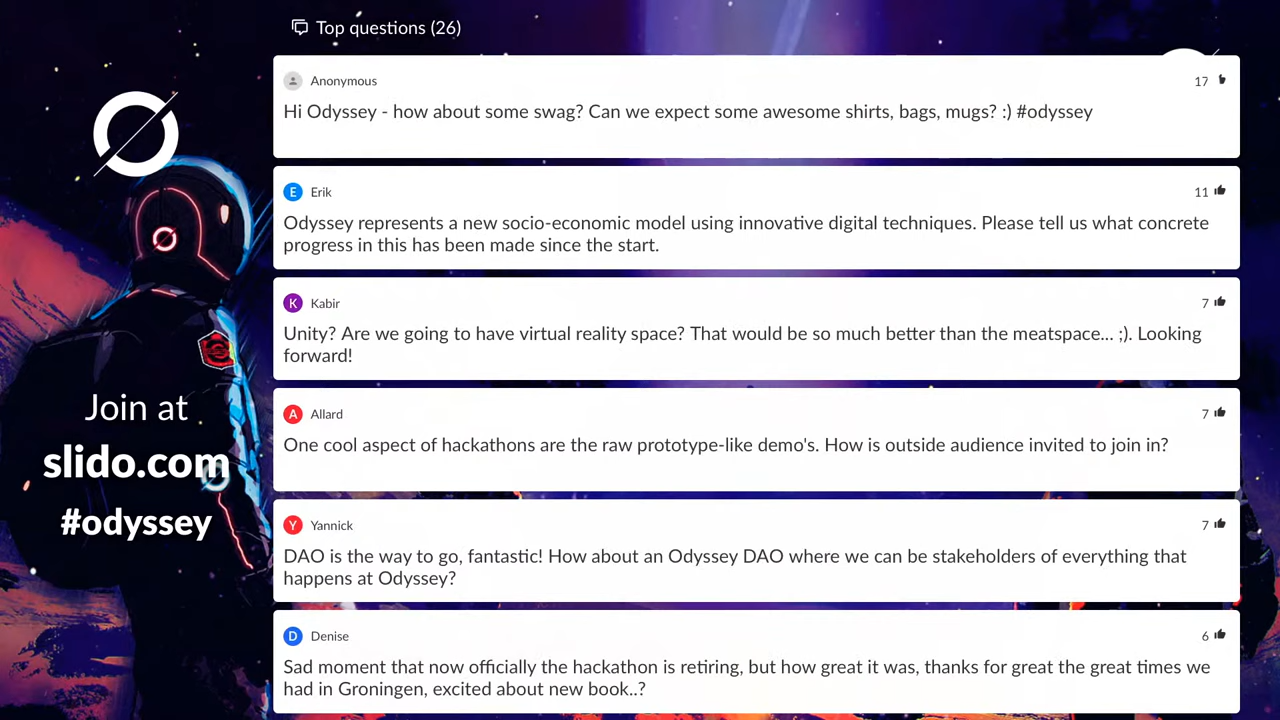 Top questions (26)
Anonymous
17
Hi Odyssey - how about some swag? Can we expect some awesome shirts, bags, mugs? :) #odyssey
E
Erik
11
Odyssey represents a new socio-economic model using innovative digital techniques. Please tell us what concrete
progress in this has been made since the start.
K
Kabir
7
Unity? Are we going to have virtual reality space? That would be so much better than the meatspace... ;). Looking
forward!
A
Allard
7
One cool aspect of hackathons are the raw prototype-like demo's. How is outside audience invited to join in?
Y
Yannick
7
DAO is the way to go, fantastic! How about an Odyssey DAO where we can be stakeholders of everything that
happens at Odyssey?
D
Denise
6
Sad moment that now officially the hackathon is retiring, but how great it was, thanks for great the great times we
had in Groningen, excited about new book..?
Join at
slido.com
#odyssey